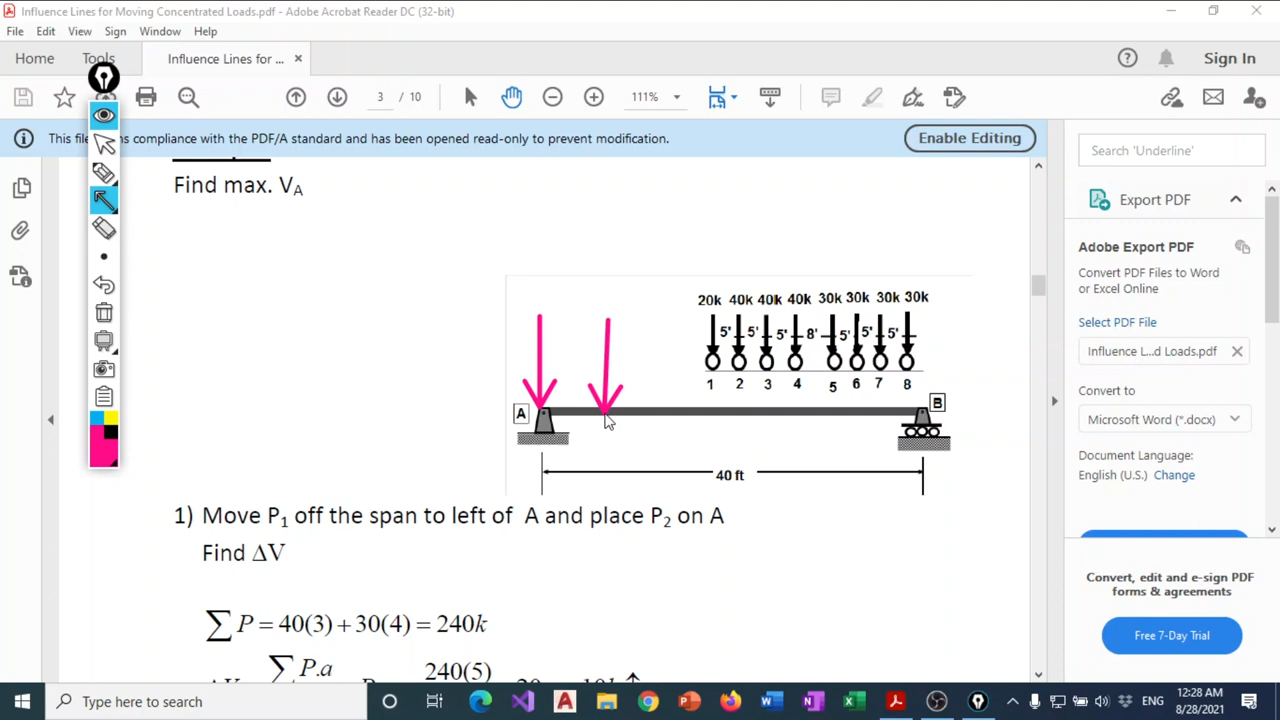 Influence Lines for Moving Concentrated Loads.pdf - Adobe Acrobat Reader DC (32-bit)
File Edit View Sign Window Help
Home Tools Influence Lines for ... × Sign In
3 / 10 111%
This file compliance with the PDF/A standard and has been opened read-only to prevent modification. Enable Editing
Find max. V_A
20k 40k 40k 40k 30k 30k 30k 30k
5' 5' 5' 8' 5' 5' 5'
1 2 3 4 5 6 7 8
A B
40 ft
1) Move P₁ off the span to left of A and place P₂ on A
Find ΔV
∑ P = 40(3) + 30(4) = 240k
∑ P.a 240(5)
Search 'Underline'
Export PDF
Adobe Export PDF
Convert PDF Files to Word
or Excel Online
Select PDF File
Influence L...d Loads.pdf ×
Convert to
Microsoft Word (*.docx)
Document Language:
English (U.S.) Change
Convert, edit and e-sign PDF
forms & agreements
Free 7-Day Trial
Type here to search
ENG
12:28 AM
8/28/2021